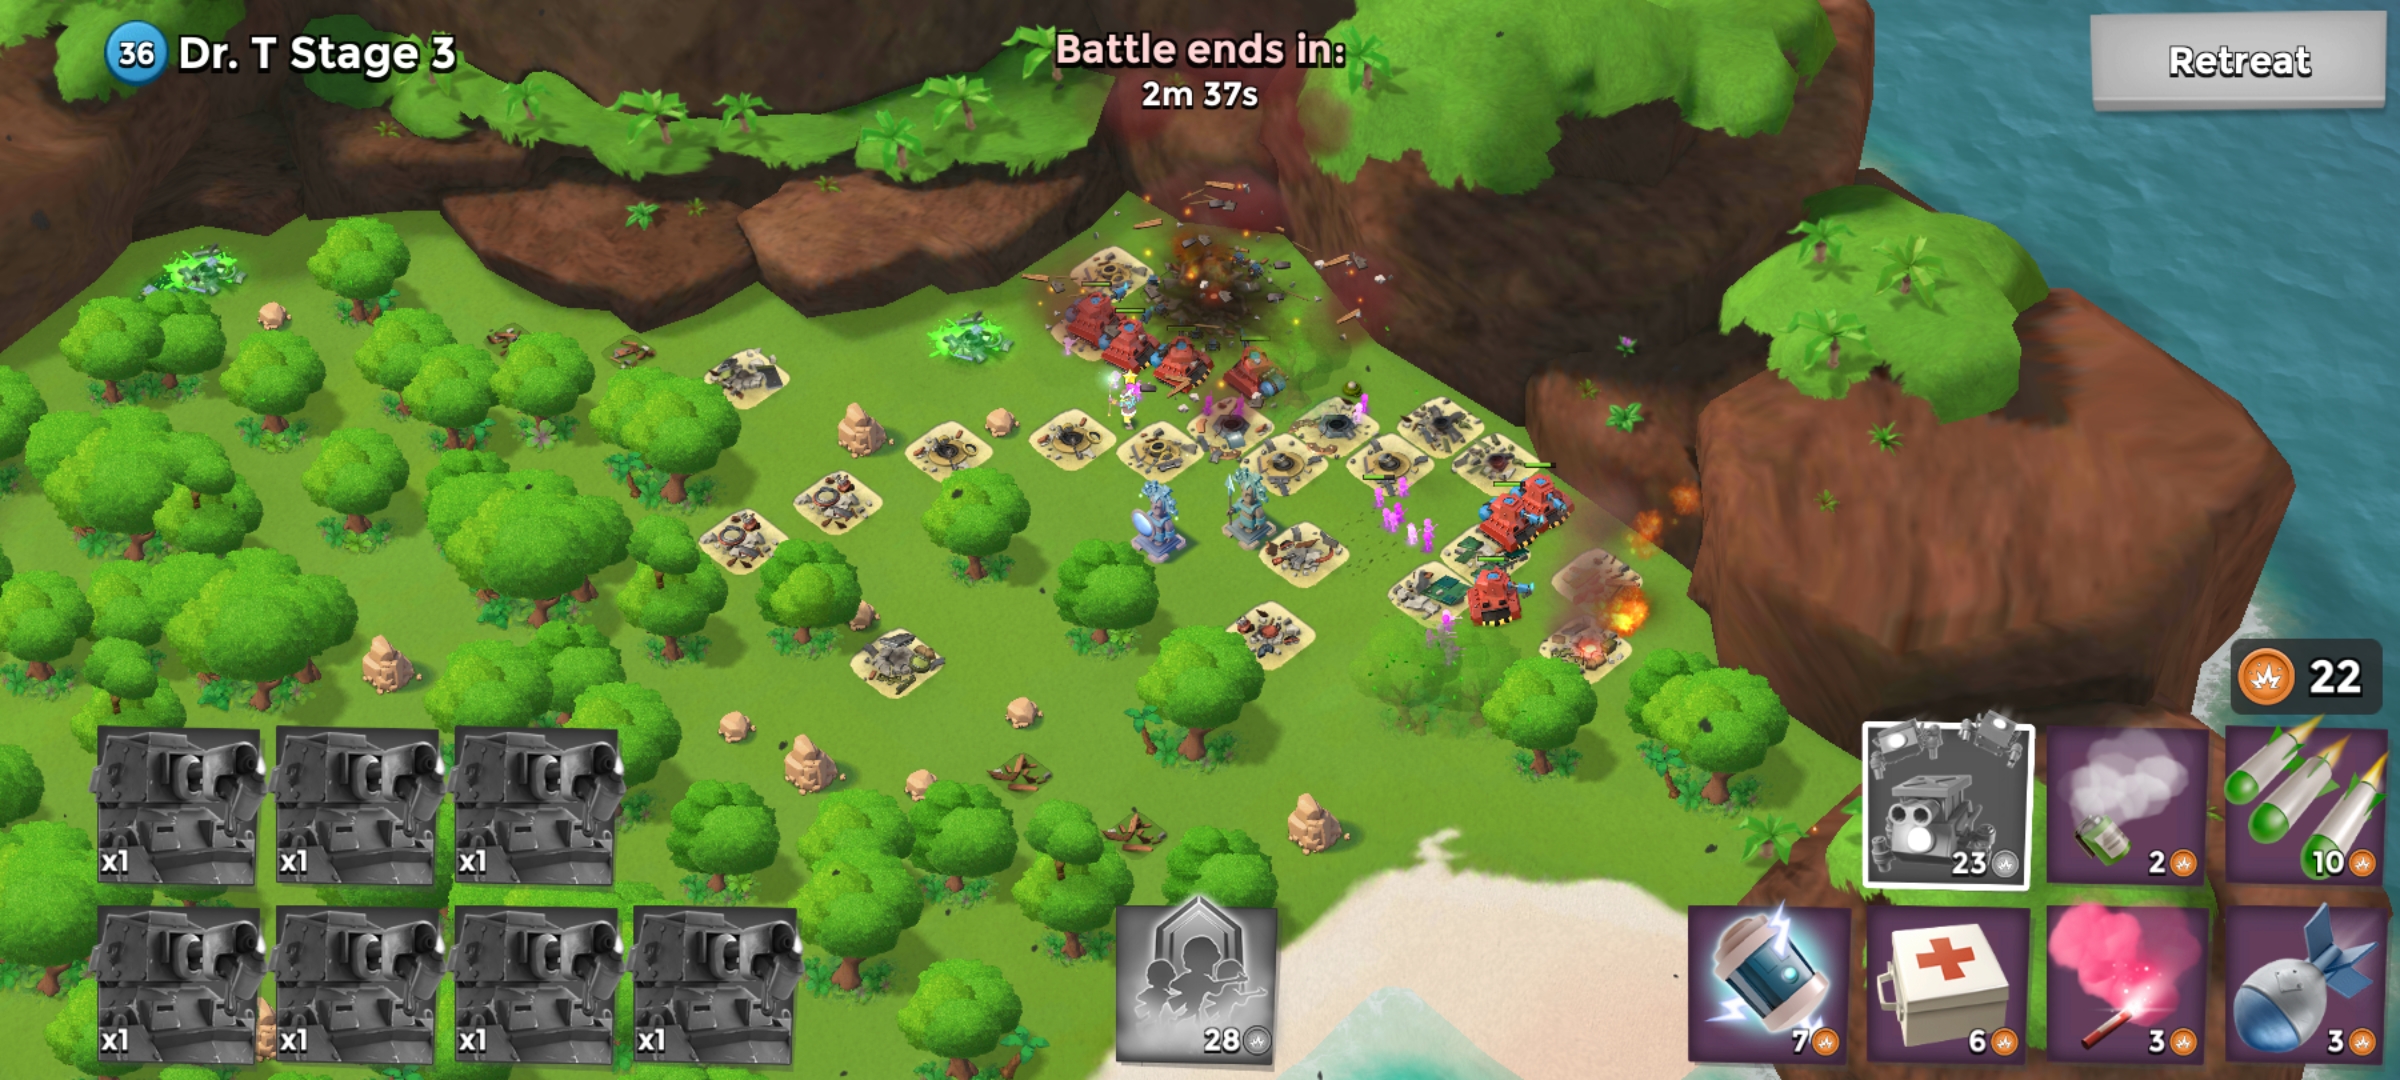 36 Dr. T Stage 3
Battle ends in:
2m 37s
Retreat
22
x1 x1 x1
23 2 10
x1 x1 x1 x1
28
7 6 3 3